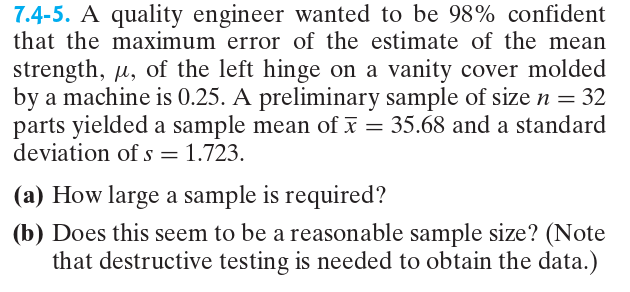 7.4-5. A quality engineer wanted to be 98% confident
that the maximum error of the estimate of the mean
strength, μ, of the left hinge on a vanity cover molded
by a machine is 0.25. A preliminary sample of size n = 32
parts yielded a sample mean of x̄ = 35.68 and a standard
deviation of s = 1.723.
(a) How large a sample is required?
(b) Does this seem to be a reasonable sample size? (Note
that destructive testing is needed to obtain the data.)